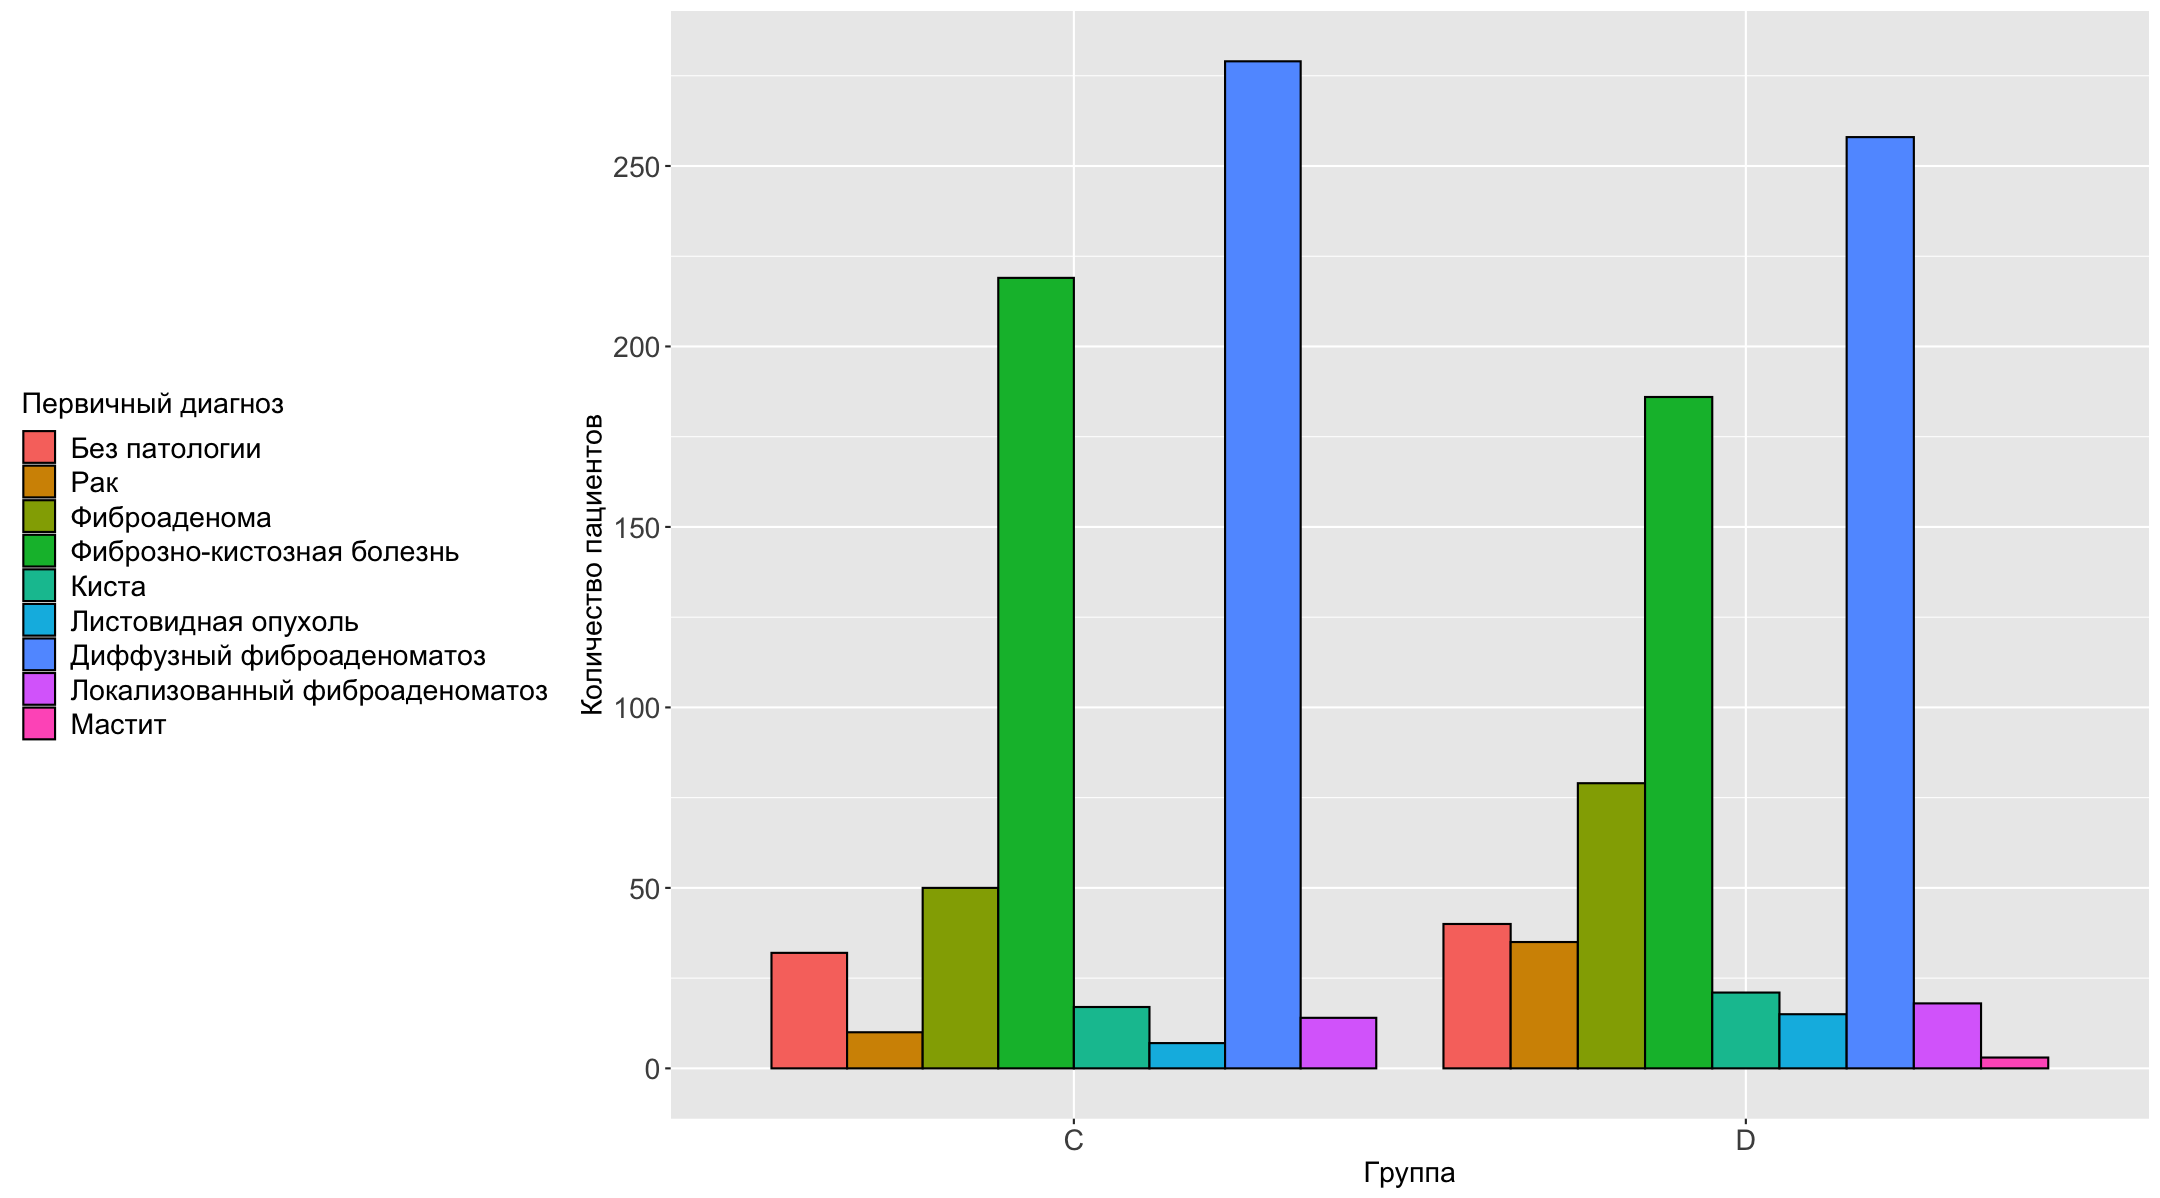 Первичный диагноз
Без патологии
Рак
Фиброаденома
Фиброзно-кистозная болезнь
Киста
Листовидная опухоль
Диффузный фиброаденоматоз
Локализованный фиброаденоматоз
Мастит
Количество пациентов
250
200
150
100
50
0
C
D
Группа